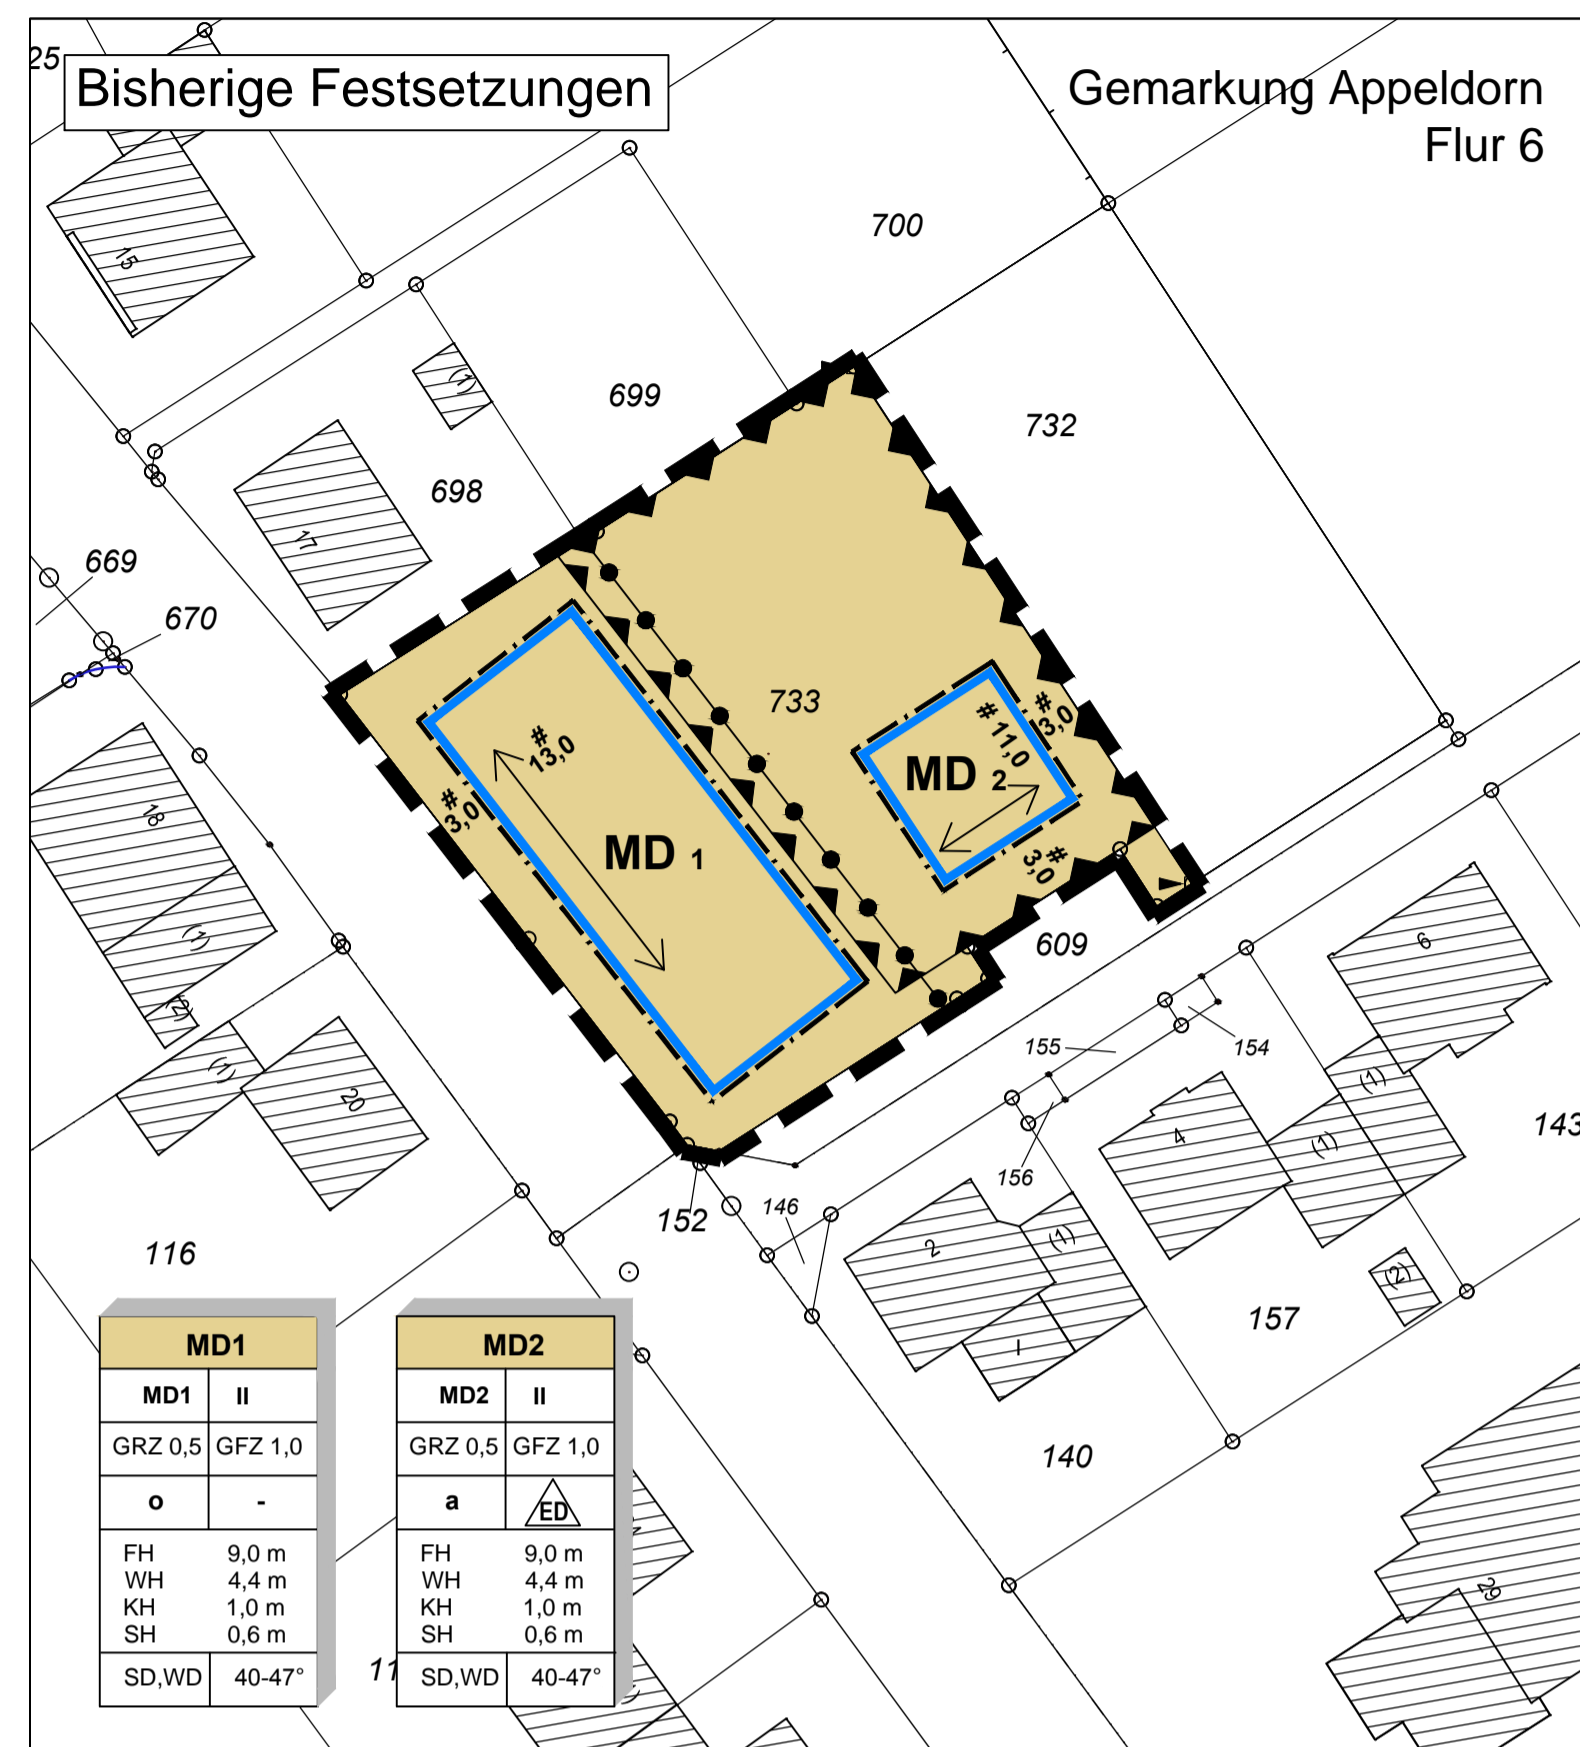 25
Bisherige Festsetzungen
Gemarkung Appeldorn
Flur 6
700
15
(1)
699
732
698
17
669
670
733
# 13,0
# 3,0
# 11,0
# 3,0
MD 2
MD 1
# 3,0
18
(1)
(2)
609
6
(1)
20
155
154
(1)
143
4
(1)
156
152
146
2
(1)
116
(2)
157
I
140
29
11
MD1
MD1 II
GRZ 0,5 GFZ 1,0
o -
FH 9,0 m
WH 4,4 m
KH 1,0 m
SH 0,6 m
SD,WD 40-47°
MD2
MD2 II
GRZ 0,5 GFZ 1,0
a ED
FH 9,0 m
WH 4,4 m
KH 1,0 m
SH 0,6 m
SD,WD 40-47°